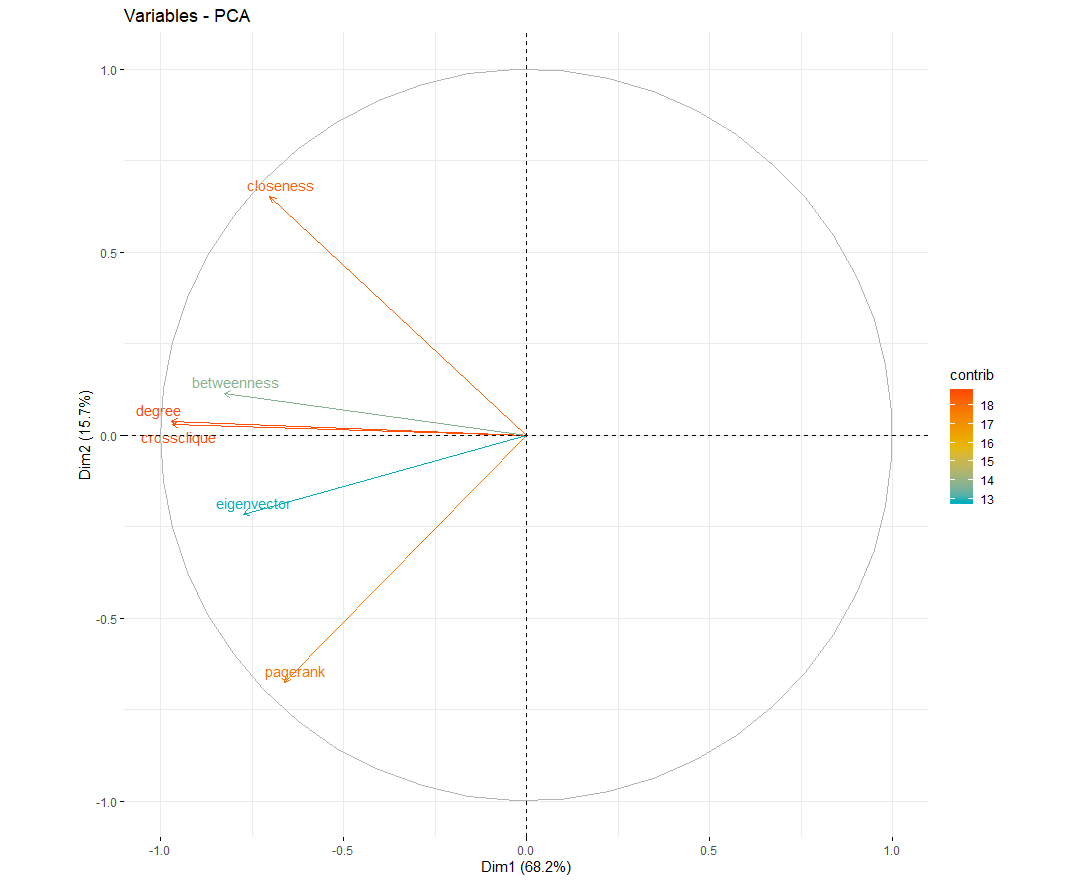 Variables - PCA
1.0
closeness
0.5
betweenness
degree
0.0
crossclique
Dim2 (15.7%)
eigenvector
-0.5
pagerank
-1.0
-1.0 -0.5 0.0 0.5 1.0
Dim1 (68.2%)
contrib
18
17
16
15
14
13